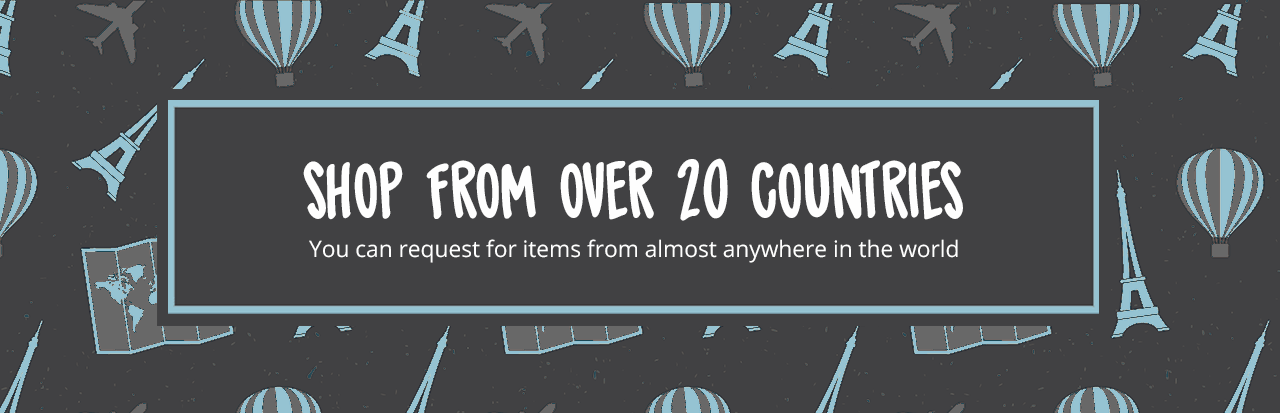 SHOP FROM OVER 20 COUNTRIES
You can request for items from almost anywhere in the world